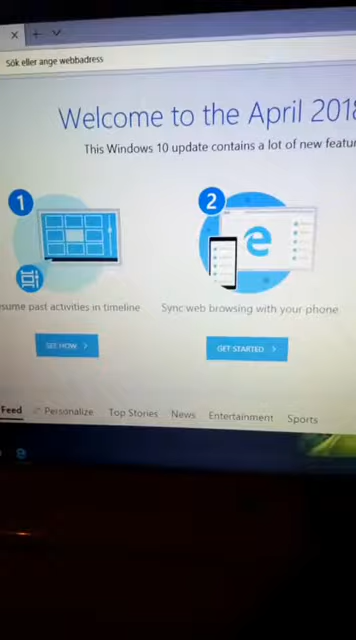 Sök eller ange webbadress
Welcome to the April 2018
This Windows 10 update contains a lot of new
1
2
past activities in timeline
Sync web browsing with your phone
SEE HOW >
GET STARTED >
Feed Personalize Top Stories News Entertainment Sports